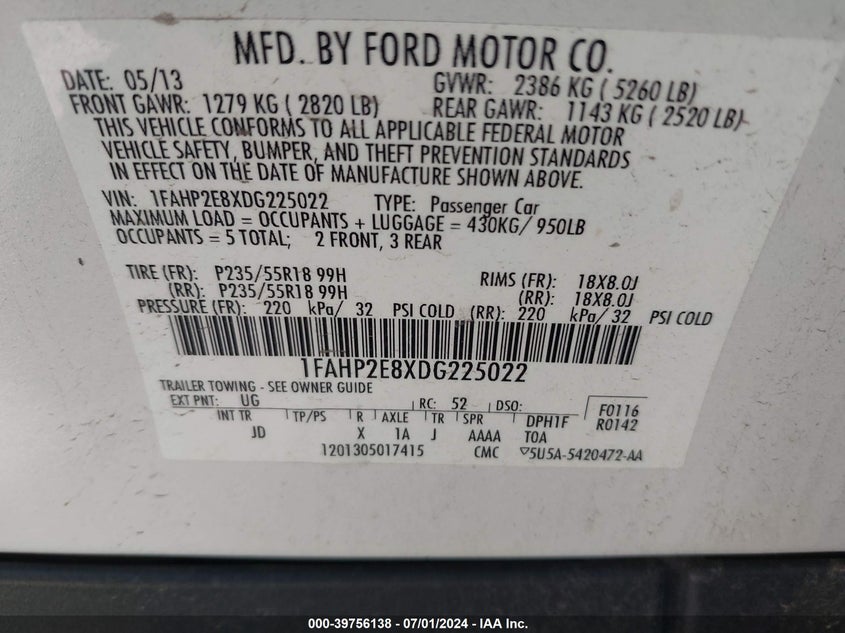 MFD. BY FORD MOTOR CO.
DATE: 05/13 GVWR: 2386 KG ( 5260 LB)
FRONT GAWR: 1279 KG ( 2820 LB) REAR GAWR: 1143 KG ( 2520 LB)
THIS VEHICLE CONFORMS TO ALL APPLICABLE FEDERAL MOTOR
VEHICLE SAFETY, BUMPER, AND THEFT PREVENTION STANDARDS
IN EFFECT ON THE DATE OF MANUFACTURE SHOWN ABOVE.
VIN: 1FAHP2E8XDG225022 TYPE: Passenger Car
MAXIMUM LOAD = OCCUPANTS + LUGGAGE = 430KG/ 950LB
OCCUPANTS = 5 TOTAL; 2 FRONT, 3 REAR
TIRE (FR): P235/55R18 99H RIMS (FR): 18X8.0J
(RR): P235/55R18 99H (RR): 18X8.0J
PRESSURE (FR): 220 kPa/ 32 PSI COLD (RR): 220 kPa/ 32 PSI COLD
1FAHP2E8XDG225022
TRAILER TOWING - SEE OWNER GUIDE
EXT PNT: UG RC: 52 DSO: F0116
INT TR TP/PS R AXLE TR SPR DPH1F R0142
JD X 1A J AAAA TOA
1201305017415 CMC 5U5A-5420472-AA
000-39756138 - 07/01/2024 - IAA Inc.